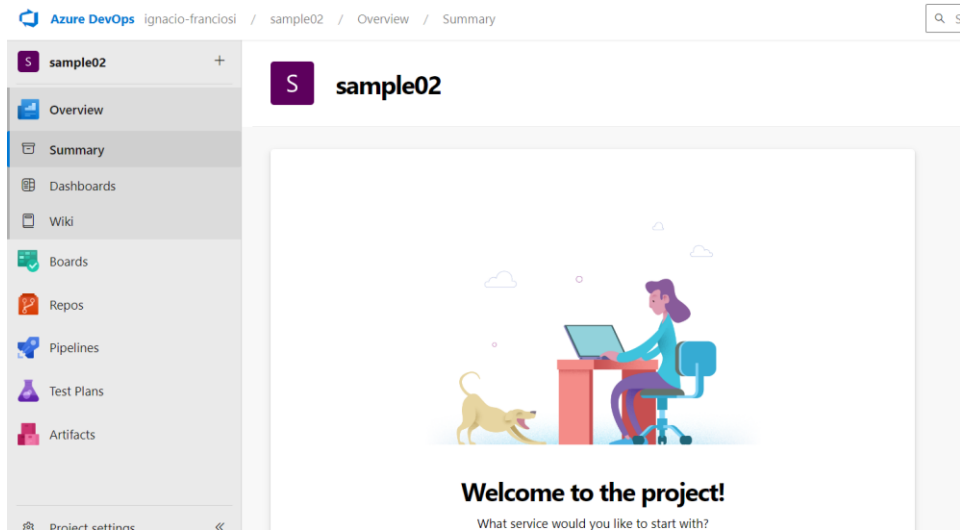 Azure DevOps ignacio-franciosi / sample02 / Overview / Summary
S sample02 +
Overview
Summary
Dashboards
Wiki
Boards
Repos
Pipelines
Test Plans
Artifacts
Project settings
S sample02
Welcome to the project!
What service would you like to start with?